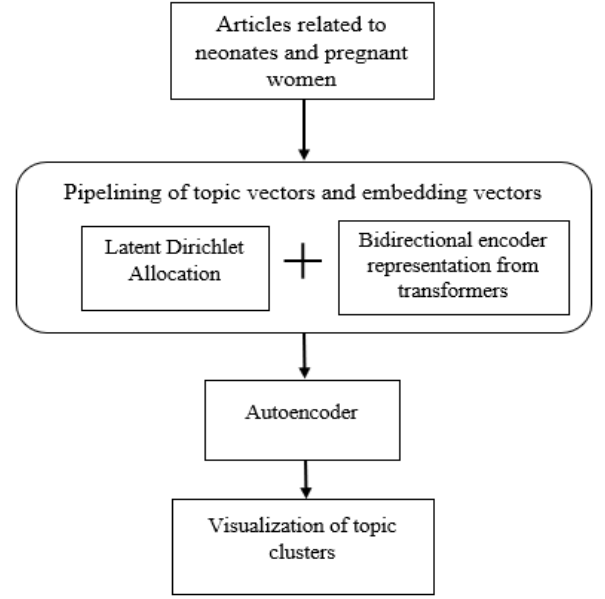 Articles related to
neonates and pregnant
women
Pipelining of topic vectors and embedding vectors
Latent Dirichlet
Allocation
Bidirectional encoder
representation from
transformers
Autoencoder
Visualization of topic
clusters